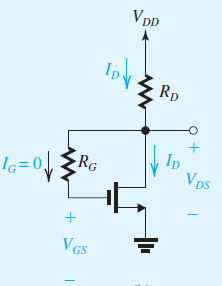 V_DD
I_D
R_D
I_G = 0
R_G
I_D
+
V_DS
−
+
V_GS
−